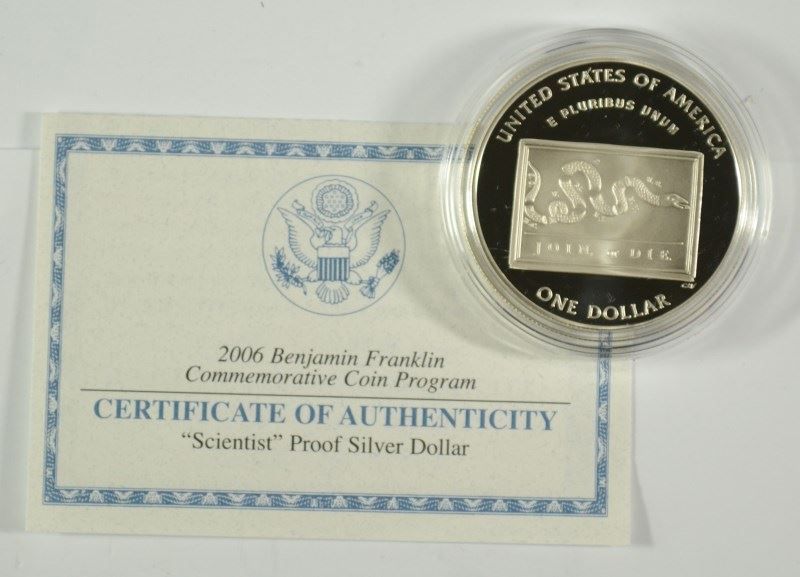 UNITED STATES OF AMERICA
E PLURIBUS UNUM
JOIN, or DIE
ONE DOLLAR
2006 Benjamin Franklin
Commemorative Coin Program
CERTIFICATE OF AUTHENTICITY
“Scientist” Proof Silver Dollar